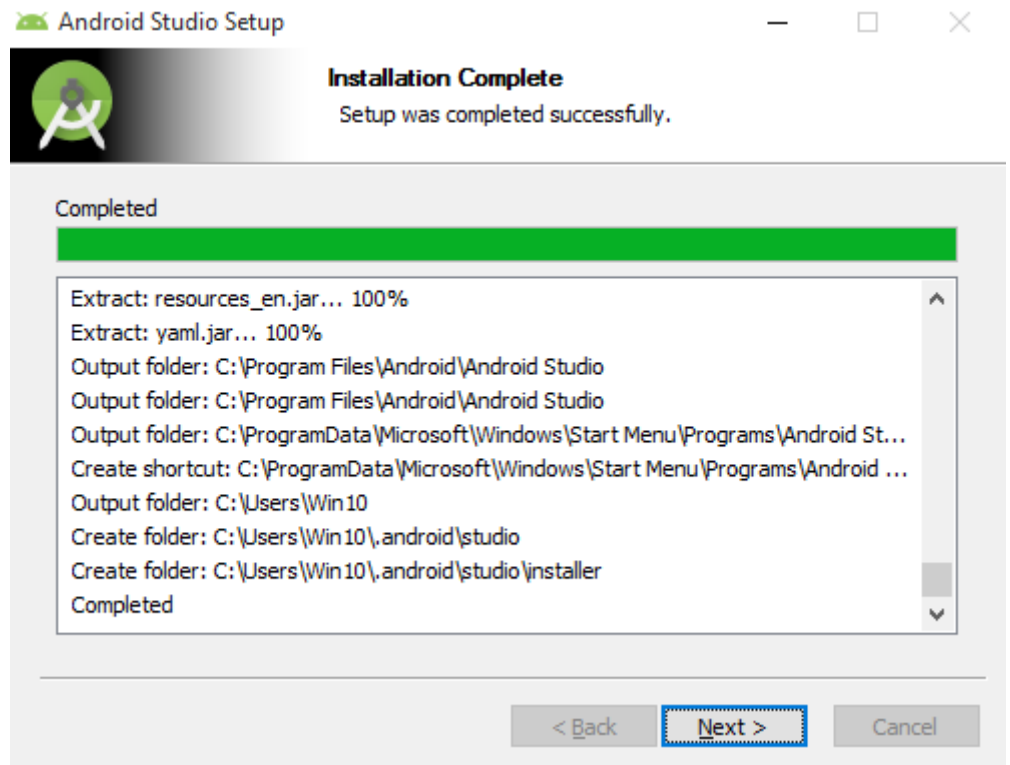 Android Studio Setup
Installation Complete
Setup was completed successfully.
Completed
Extract: resources_en.jar... 100%
Extract: yaml.jar... 100%
Output folder: C:\Program Files\Android\Android Studio
Output folder: C:\Program Files\Android\Android Studio
Output folder: C:\ProgramData\Microsoft\Windows\Start Menu\Programs\Android St...
Create shortcut: C:\ProgramData\Microsoft\Windows\Start Menu\Programs\Android ...
Output folder: C:\Users\Win10
Create folder: C:\Users\Win10\.android\studio
Create folder: C:\Users\Win10\.android\studio\installer
Completed
< Back Next > Cancel